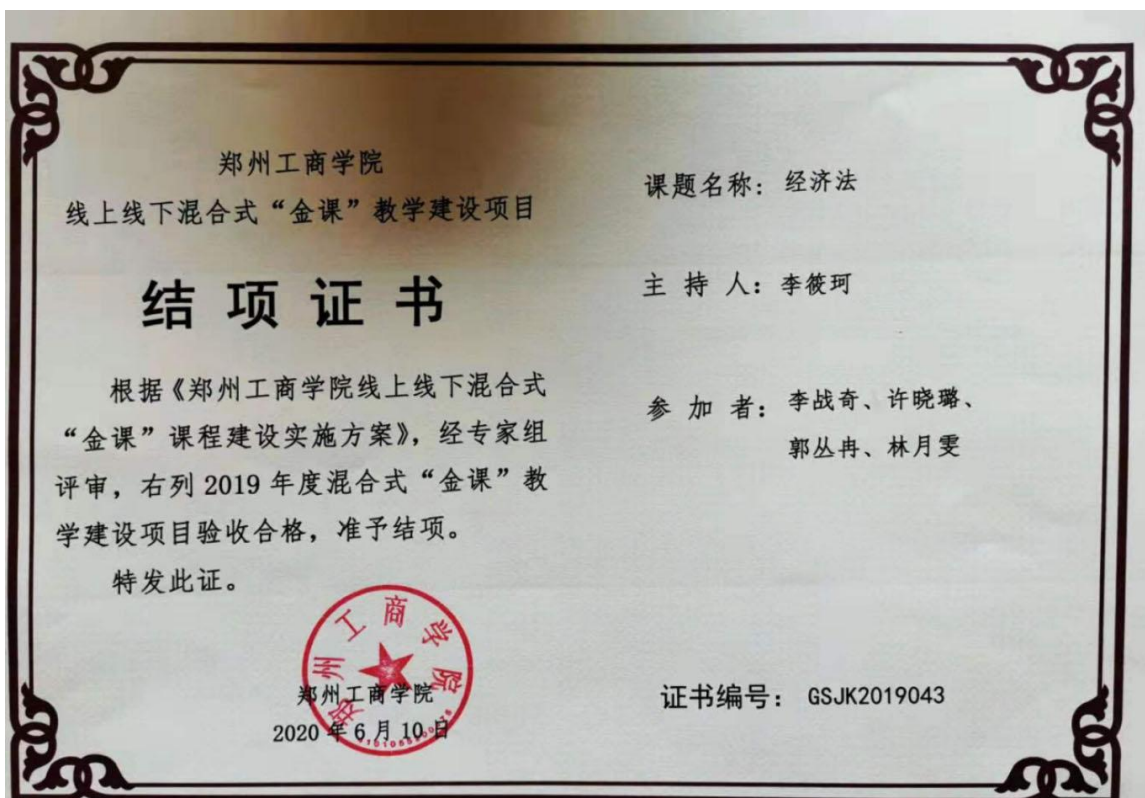 郑州工商学院
线上线下混合式“金课”教学建设项目
结项证书
根据《郑州工商学院线上线下混合式
“金课”课程建设实施方案》，经专家组
评审，右列 2019 年度混合式“金课”教
学建设项目验收合格，准予结项。
特发此证。
郑州工商学院
郑州工商学院
2020 年 6 月 10 日
课题名称：经济法
主 持 人：李筱珂
参 加 者：李战奇、许晓璐、
郭丛冉、林月雯
证书编号： GSJK2019043